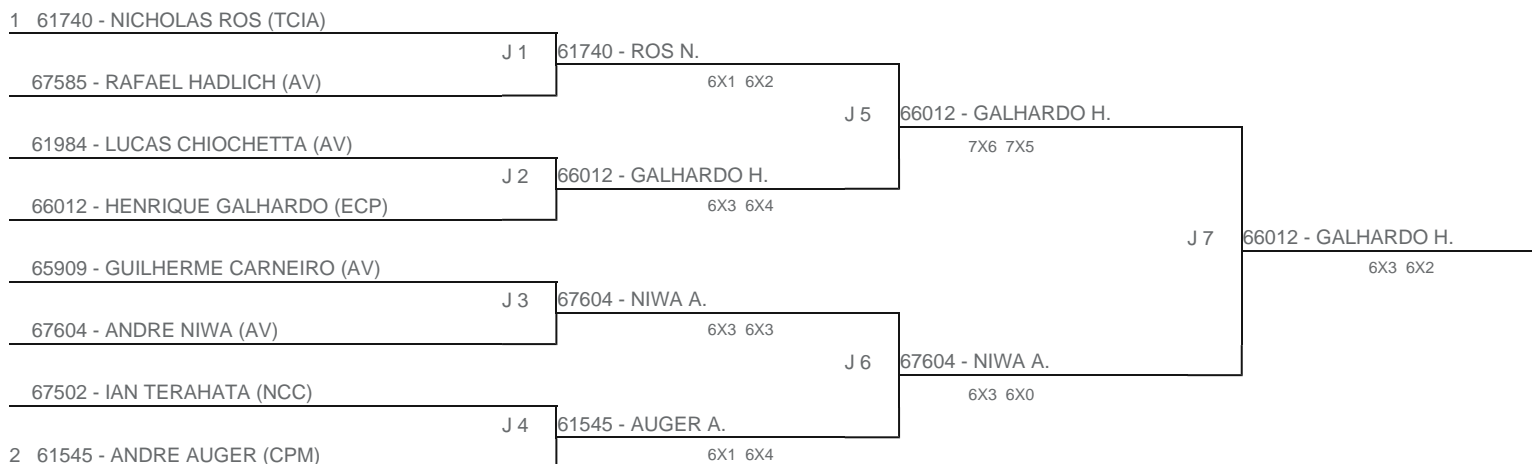 1 61740 - NICHOLAS ROS (TCIA)
J 1
61740 - ROS N.
67585 - RAFAEL HADLICH (AV)
6X1 6X2
J 5
66012 - GALHARDO H.
61984 - LUCAS CHIOCHETTA (AV)
7X6 7X5
J 2
66012 - GALHARDO H.
66012 - HENRIQUE GALHARDO (ECP)
6X3 6X4
J 7
66012 - GALHARDO H.
65909 - GUILHERME CARNEIRO (AV)
6X3 6X2
J 3
67604 - NIWA A.
67604 - ANDRE NIWA (AV)
6X3 6X3
J 6
67604 - NIWA A.
67502 - IAN TERAHATA (NCC)
6X3 6X0
J 4
61545 - AUGER A.
2 61545 - ANDRE AUGER (CPM)
6X1 6X4